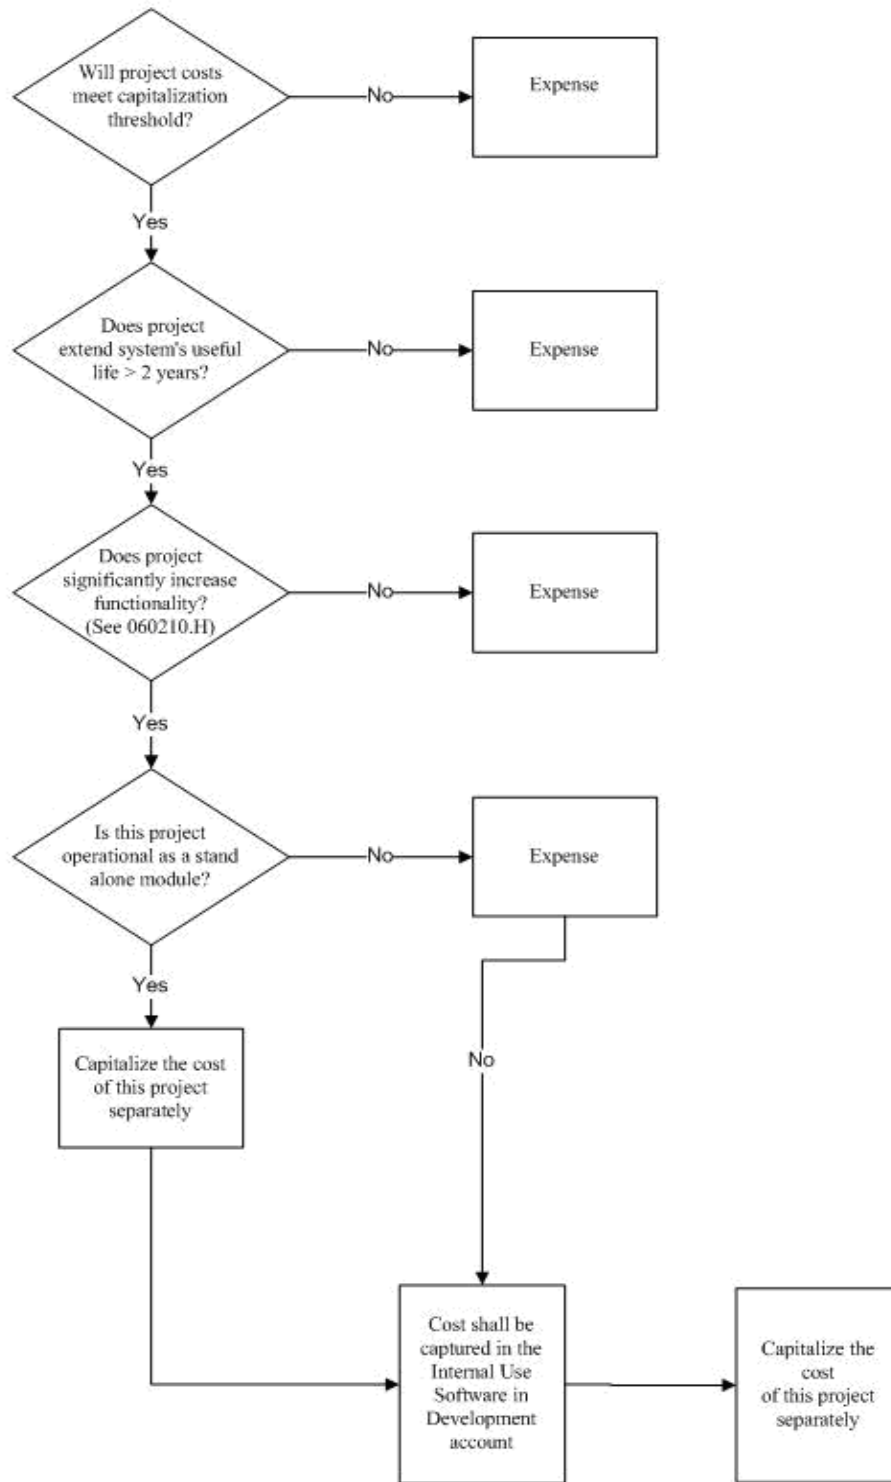 Will project costs
meet capitalization
threshold?
No
Expense
Yes
Does project
extend system's useful
life > 2 years?
No
Expense
Yes
Does project
significantly increase
functionality?
(See 060210.H)
No
Expense
Yes
Is this project
operational as a stand
alone module?
No
Expense
Yes
Capitalize the cost
of this project
separately
No
Cost shall be
captured in the
Internal Use
Software in
Development
account
Capitalize the
cost
of this project
separately